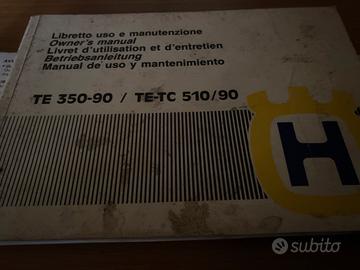 Libretto uso e manutenzione
Owner's manual
Livret d'utilisation et d'entretien
Betriebsanleitung
Manual de uso y mantenimiento
TE 350-90 / TE-TC 510/90
H
subito